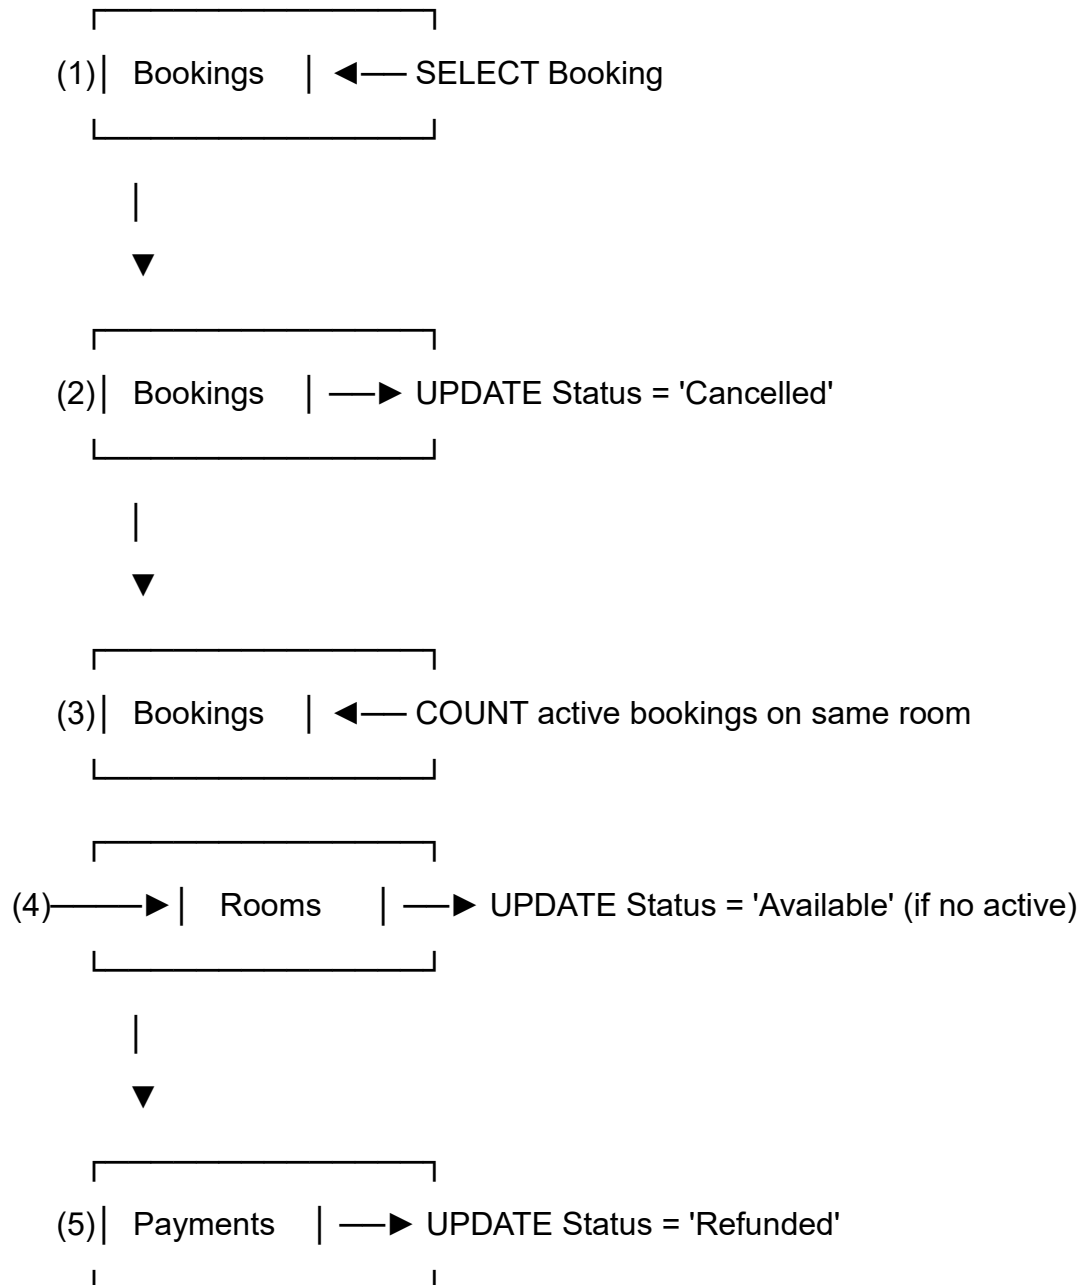 (1)│ Bookings │ ◄── SELECT Booking
│
▼
(2)│ Bookings │ ──► UPDATE Status = 'Cancelled'
│
▼
(3)│ Bookings │ ◄── COUNT active bookings on same room
(4)────►│ Rooms │ ──► UPDATE Status = 'Available' (if no active)
│
▼
(5)│ Payments │ ──► UPDATE Status = 'Refunded'